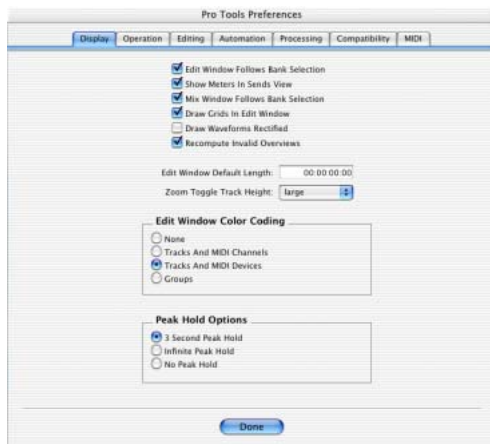 Pro Tools Preferences
Display Operation Editing Automation Processing Compatibility MIDI
Edit Window Follows Bank Selection
Show Meters In Sends View
Mix Window Follows Bank Selection
Draw Grids In Edit Window
Draw Waveforms Rectified
Recompute Invalid Overviews
Edit Window Default Length: 00:00:00:00
Zoom Toggle Track Height: large
Edit Window Color Coding
None
Tracks And MIDI Channels
Tracks And MIDI Devices
Groups
Peak Hold Options
3 Second Peak Hold
Infinite Peak Hold
No Peak Hold
Done